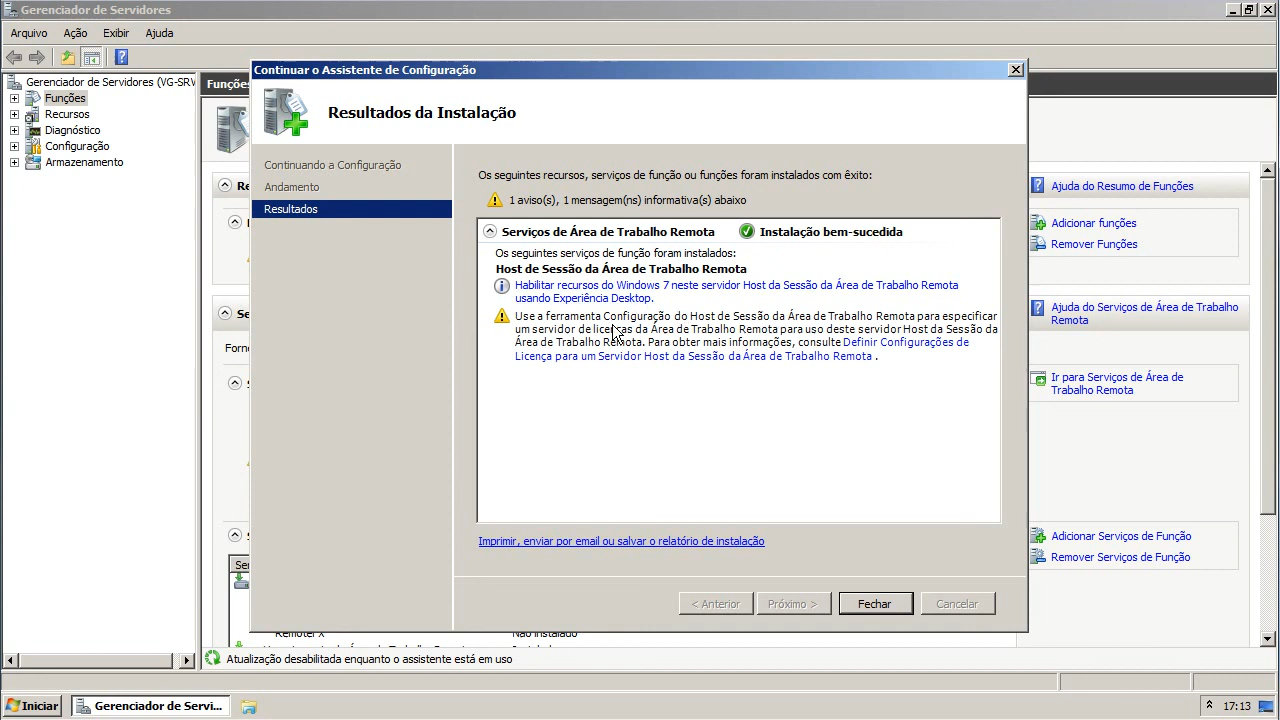 Gerenciador de Servidores
Arquivo Ação Exibir Ajuda
Gerenciador de Servidores (VG-SRV
Funções
Recursos
Diagnóstico
Configuração
Armazenamento
Funções
Continuar o Assistente de Configuração
Resultados da Instalação
Continuando a Configuração
Andamento
Resultados
Os seguintes recursos, serviços de função ou funções foram instalados com êxito:
1 aviso(s), 1 mensagem(ns) informativa(s) abaixo
Serviços de Área de Trabalho Remota Instalação bem-sucedida
Os seguintes serviços de função foram instalados:
Host de Sessão da Área de Trabalho Remota
Habilitar recursos do Windows 7 neste servidor Host da Sessão da Área de Trabalho Remota
usando Experiência Desktop.
Use a ferramenta Configuração do Host de Sessão da Área de Trabalho Remota para especificar
um servidor de licenças da Área de Trabalho Remota para uso deste servidor Host da Sessão da
Área de Trabalho Remota. Para obter mais informações, consulte Definir Configurações de
Licença para um Servidor Host da Sessão da Área de Trabalho Remota .
Imprimir, enviar por email ou salvar o relatório de instalação
< Anterior Próximo > Fechar Cancelar
Re
Se
Forne
Ser
Ajuda do Resumo de Funções
Adicionar funções
Remover Funções
Ajuda do Serviços de Área de Trabalho
Remota
Ir para Serviços de Área de
Trabalho Remota
Adicionar Serviços de Função
Remover Serviços de Função
RemoteFX Não instalado
Atualização desabilitada enquanto o assistente está em uso
Iniciar Gerenciador de Servi... 17:13